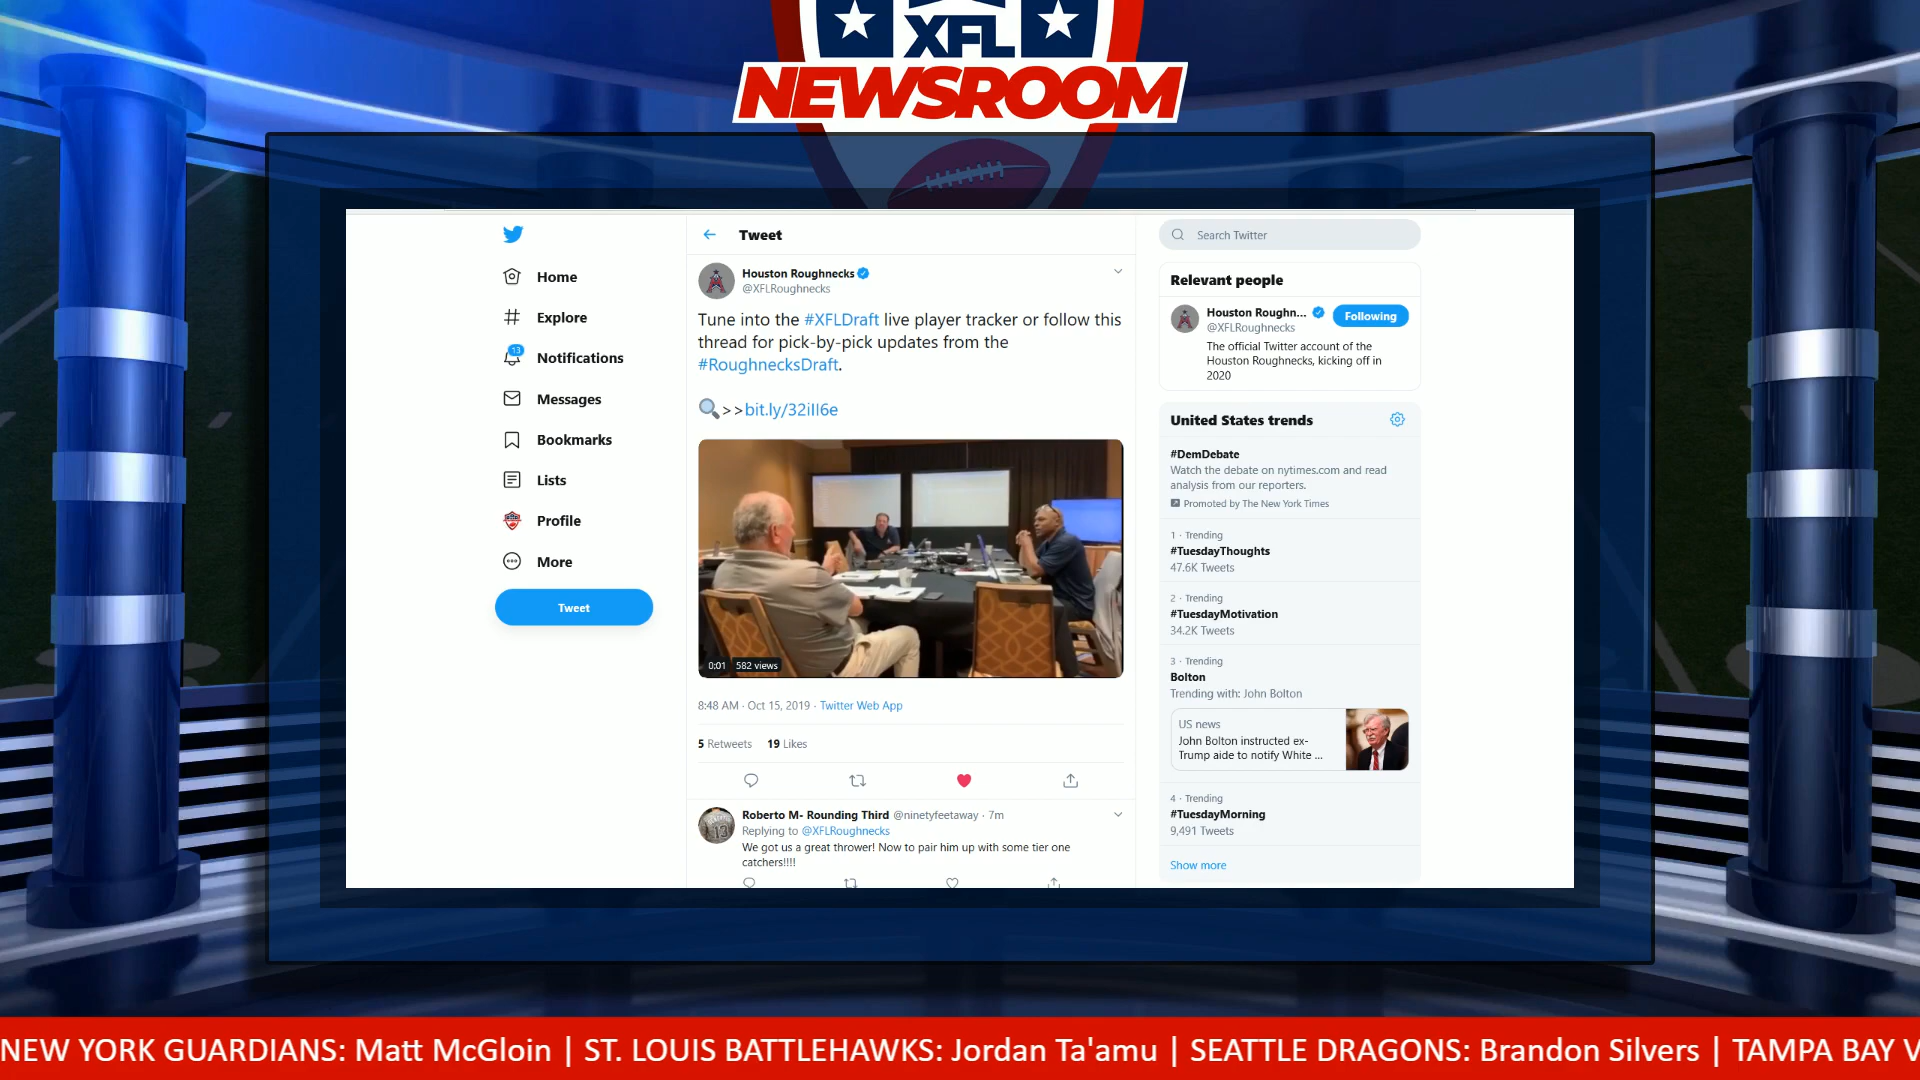 XFL
NEWSROOM
Tweet
Search Twitter
Home
Explore
13
Notifications
Messages
Bookmarks
Lists
Profile
More
Tweet
Houston Roughnecks
@XFLRoughnecks
Tune into the #XFLDraft live player tracker or follow this
thread for pick-by-pick updates from the
#RoughnecksDraft.
>>bit.ly/32iIl6e
0:01 582 views
8:48 AM · Oct 15, 2019 · Twitter Web App
5 Retweets 19 Likes
Roberto M- Rounding Third @ninetyfeetaway · 7m
Replying to @XFLRoughnecks
We got us a great thrower! Now to pair him up with some tier one
catchers!!!!
Relevant people
Houston Roughn...
Following
@XFLRoughnecks
The official Twitter account of the
Houston Roughnecks, kicking off in
2020
United States trends
#DemDebate
Watch the debate on nytimes.com and read
analysis from our reporters.
Promoted by The New York Times
1 · Trending
#TuesdayThoughts
47.6K Tweets
2 · Trending
#TuesdayMotivation
34.2K Tweets
3 · Trending
Bolton
Trending with: John Bolton
US news
John Bolton instructed ex-
Trump aide to notify White ...
4 · Trending
#TuesdayMorning
9,491 Tweets
Show more
NEW YORK GUARDIANS: Matt McGloin | ST. LOUIS BATTLEHAWKS: Jordan Ta'amu | SEATTLE DRAGONS: Brandon Silvers | TAMPA BAY V